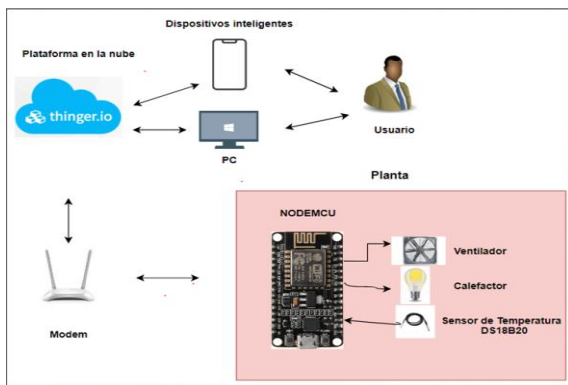 Dispositivos inteligentes
Plataforma en la nube
thinger.io
PC
Usuario
Planta
NODEMCU
Ventilador
Calefactor
Sensor de Temperatura
DS18B20
Modem